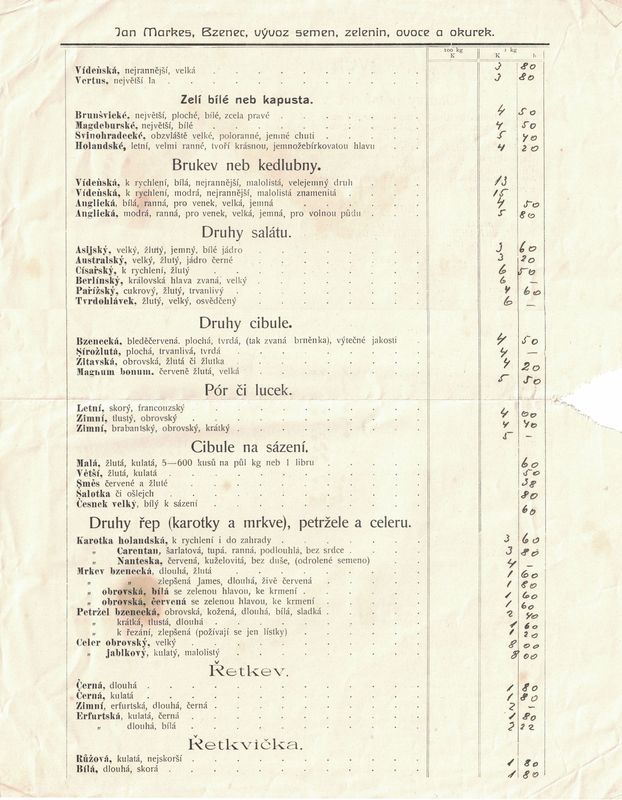 Jan Markes, Bzenec, vývoz semen, zelenin, ovoce a okurek.
100 kg 1 kg
K K h
Vídeňská, nejrannější, velká 3 80
Vertus, největší Ia 3 80
Zelí bílé neb kapusta.
Brunšvické, největší, ploché, bílé, zcela pravé 4 50
Magdeburské, největší, bílé 4 50
Svinohradecké, obzvláště velké, poloranné, jemné chuti 5 40
Holandské, letní, velmi ranné, tvoří krásnou, jemnožebírkovatou hlavu 4 20
Brukev neb kedlubny.
Vídeňská, k rychlení, bílá, nejrannější, malolistá, velejemný druh 13
Vídeňská, k rychlení, modrá, nejrannější, malolistá znamenitá 15
Anglická, bílá, ranná, pro venek, velká, jemná 4 50
Anglická, modrá, ranná, pro venek, velká, jemná, pro volnou půdu 5 80
Druhy salátu.
Asijský, velký, žlutý, jemný, bílé jádro 3 60
Australský, velký, žlutý, jádro černé 3 20
Císařský, k rychlení, žlutý 6 50
Berlínský, královská hlava zvaná, velký 6 —
Pařížský, cukrový, žlutý, trvanlivý 4 60
Tvrdohlávek, žlutý, velký, osvědčený 6 —
Druhy cibule.
Bzenecká, bleděčervená, plochá, tvrdá, (tak zvaná brněnka), výtečné jakosti 4 50
Sírožlutá, plochá, trvanlivá, tvrdá 4 —
Žitavská, obrovská, žlutá či žlutka 4 20
Magnum bonum, červeně žlutá, velká 5 50
Pór či lucek.
Letní, skorý, francouzský 4 00
Zimní, tlustý, obrovský 4 40
Zimní, brabantský, obrovský, krátký 5 —
Cibule na sázení.
Malá, žlutá, kulatá, 5—600 kusů na půl kg neb 1 libru 60
Větší, žlutá, kulatá 50
Směs červené a žluté 38
Šalotka či ošlejch 80
Česnek velký, bílý k sázení 60
Druhy řep (karotky a mrkve), petržele a celeru.
Karotka holandská, k rychlení i do zahrady 3 60
„ Carentan, šarlatová, tupá, ranná, podlouhlá, bez srdce 3 80
„ Nanteska, červená, kuželovitá, bez duše, (odrolené semeno) 4 —
Mrkev bzenecká, dlouhá, žlutá 1 60
„ „ zlepšená James, dlouhá, živě červená 1 80
„ obrovská, bílá se zelenou hlavou, ke krmení 1 60
„ obrovská, červená se zelenou hlavou, ke krmení 1 60
Petržel bzenecká, obrovská, kožená, dlouhá, bílá, sladká 2 40
„ krátká, tlustá, dlouhá 1 60
„ k řezání, zlepšená (požívají se jen lístky) 1 20
Celer obrovský, velký 8 00
„ jablkový, kulatý, malolistý 8 00
Řetkev.
Černá, dlouhá 1 80
Černá, kulatá 1 80
Zimní, erfurtská, dlouhá, černá 2 —
Erfurtská, kulatá, černá 1 80
„ dlouhá, bílá 2 22
Řetkvička.
Růžová, kulatá, nejskorší 1 80
Bílá, dlouhá, skorá 1 80